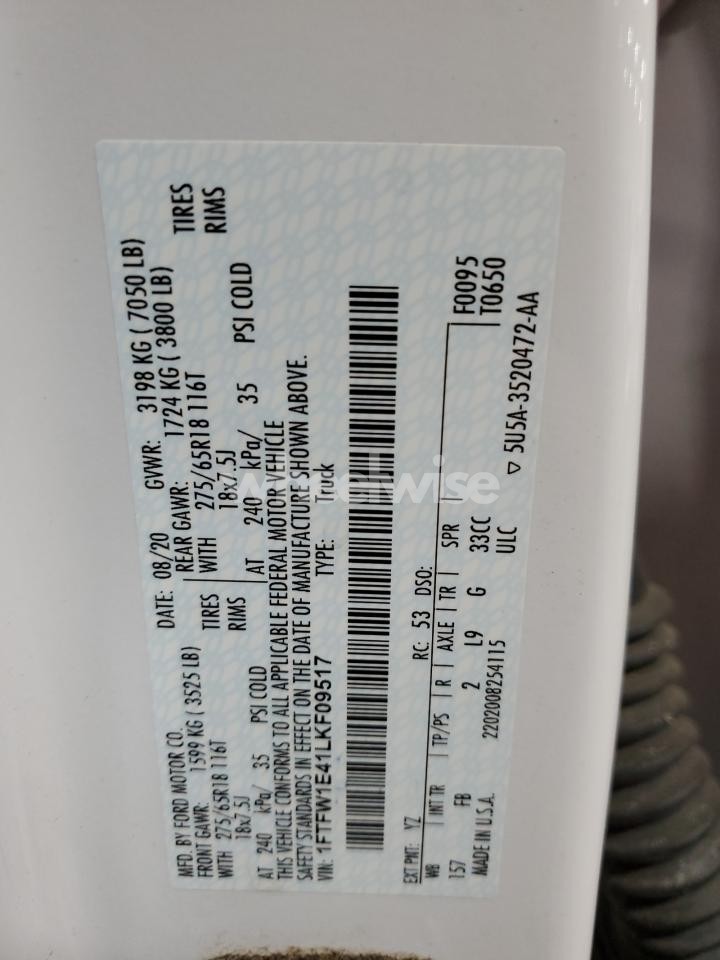 MFD. BY FORD MOTOR CO.
DATE: 08/20 GVWR: 3198 KG ( 7050 LB)
FRONT GAWR: 1599 KG ( 3525 LB) REAR GAWR: 1724 KG ( 3800 LB)
WITH 275/65R18 116T TIRES WITH 275/65R18 116T TIRES
18x7.5J RIMS 18x7.5J RIMS
AT 240 kPa/ 35 PSI COLD AT 240 kPa/ 35 PSI COLD
THIS VEHICLE CONFORMS TO ALL APPLICABLE FEDERAL MOTOR VEHICLE
SAFETY STANDARDS IN EFFECT ON THE DATE OF MANUFACTURE SHOWN ABOVE.
VIN: 1FTFW1E41LKF09517 TYPE: Truck
EXT PNT: YZ RC: 53 DSO: F0095
WB INT TR TP/PS R AXLE TR SPR T0650
157 FB 2 L9 G 33CC
ULC
MADE IN U.S.A. 2202008254115 5U5A-3520472-AA
wheelwise